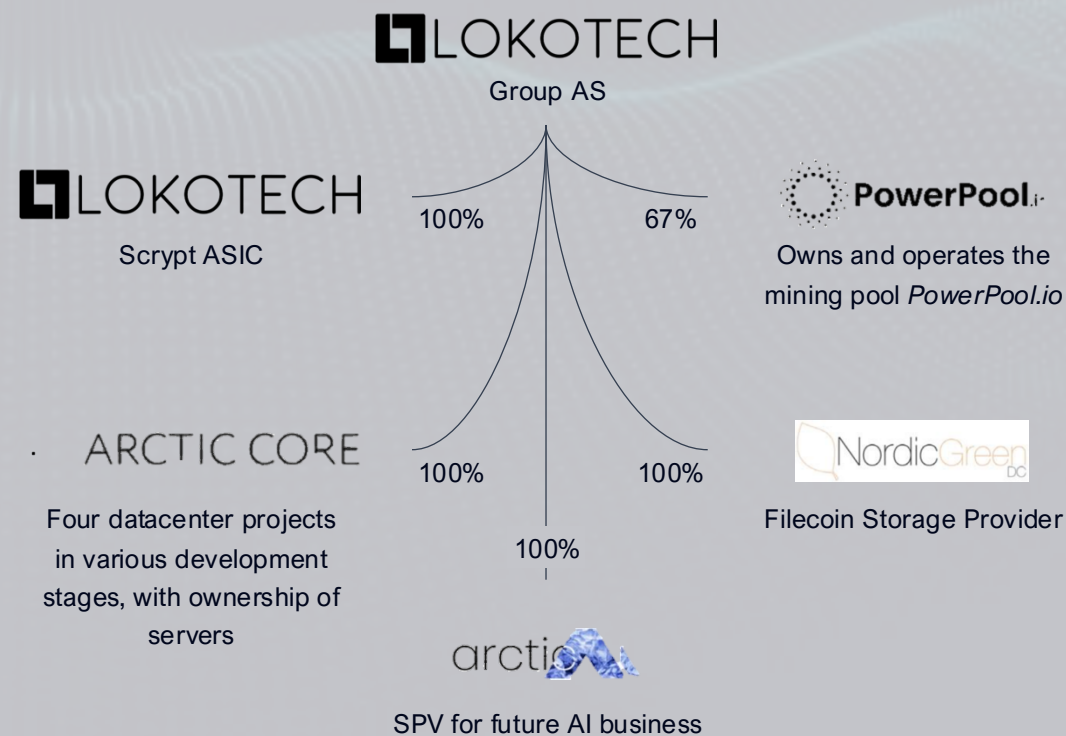 LOKOTECH
Group AS
LOKOTECH
Scrypt ASIC
100%
67%
PowerPool.io
Owns and operates the
mining pool PowerPool.io
ARCTIC CORE
Four datacenter projects
in various development
stages, with ownership of
servers
100%
100%
NordicGreen
DC
Filecoin Storage Provider
100%
arctic
SPV for future AI business